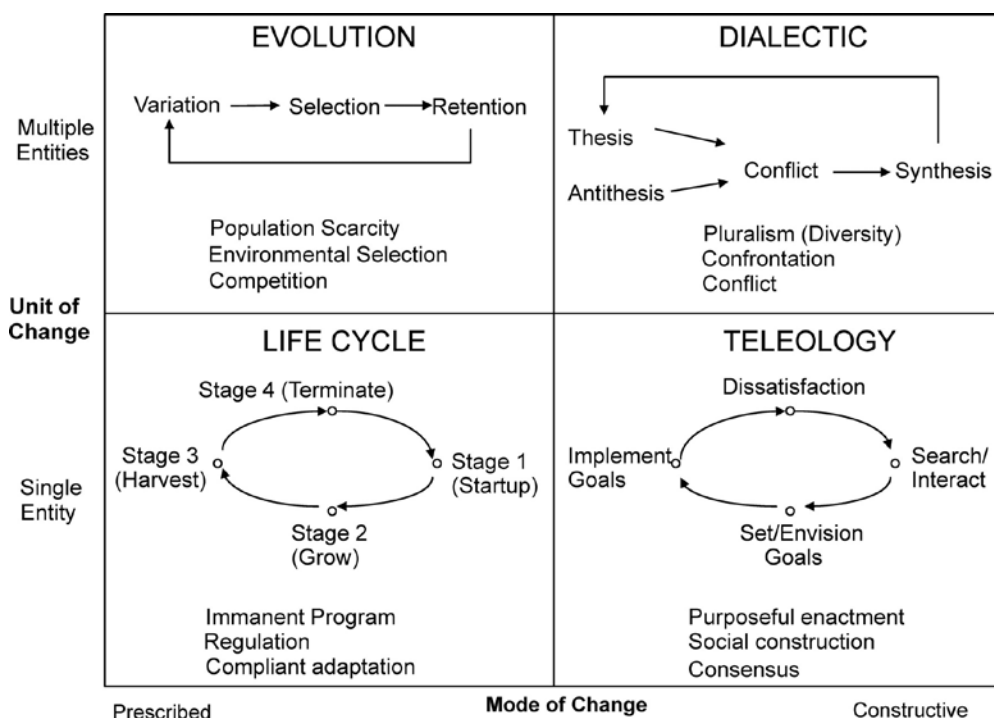 EVOLUTION
Variation
Selection
Retention
Population Scarcity
Environmental Selection
Competition
DIALECTIC
Thesis
Antithesis
Conflict
Synthesis
Pluralism (Diversity)
Confrontation
Conflict
Multiple
Entities
Unit of
Change
Single
Entity
LIFE CYCLE
Stage 4 (Terminate)
Stage 3
(Harvest)
Stage 1
(Startup)
Stage 2
(Grow)
Immanent Program
Regulation
Compliant adaptation
TELEOLOGY
Dissatisfaction
Implement
Goals
Search/
Interact
Set/Envision
Goals
Purposeful enactment
Social construction
Consensus
Prescribed
Mode of Change
Constructive